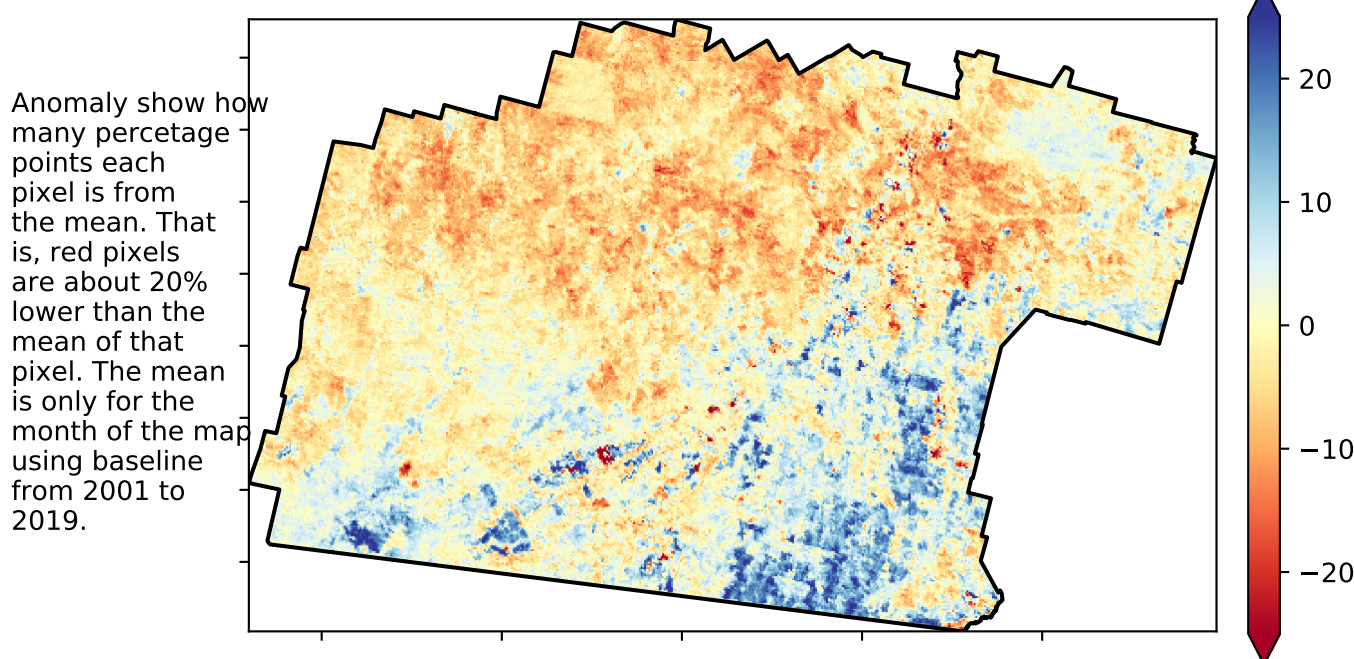 Anomaly show how
many percetage
points each
pixel is from
the mean. That
is, red pixels
are about 20%
lower than the
mean of that
pixel. The mean
is only for the
month of the map
using baseline
from 2001 to
2019.
20
10
0
−10
−20